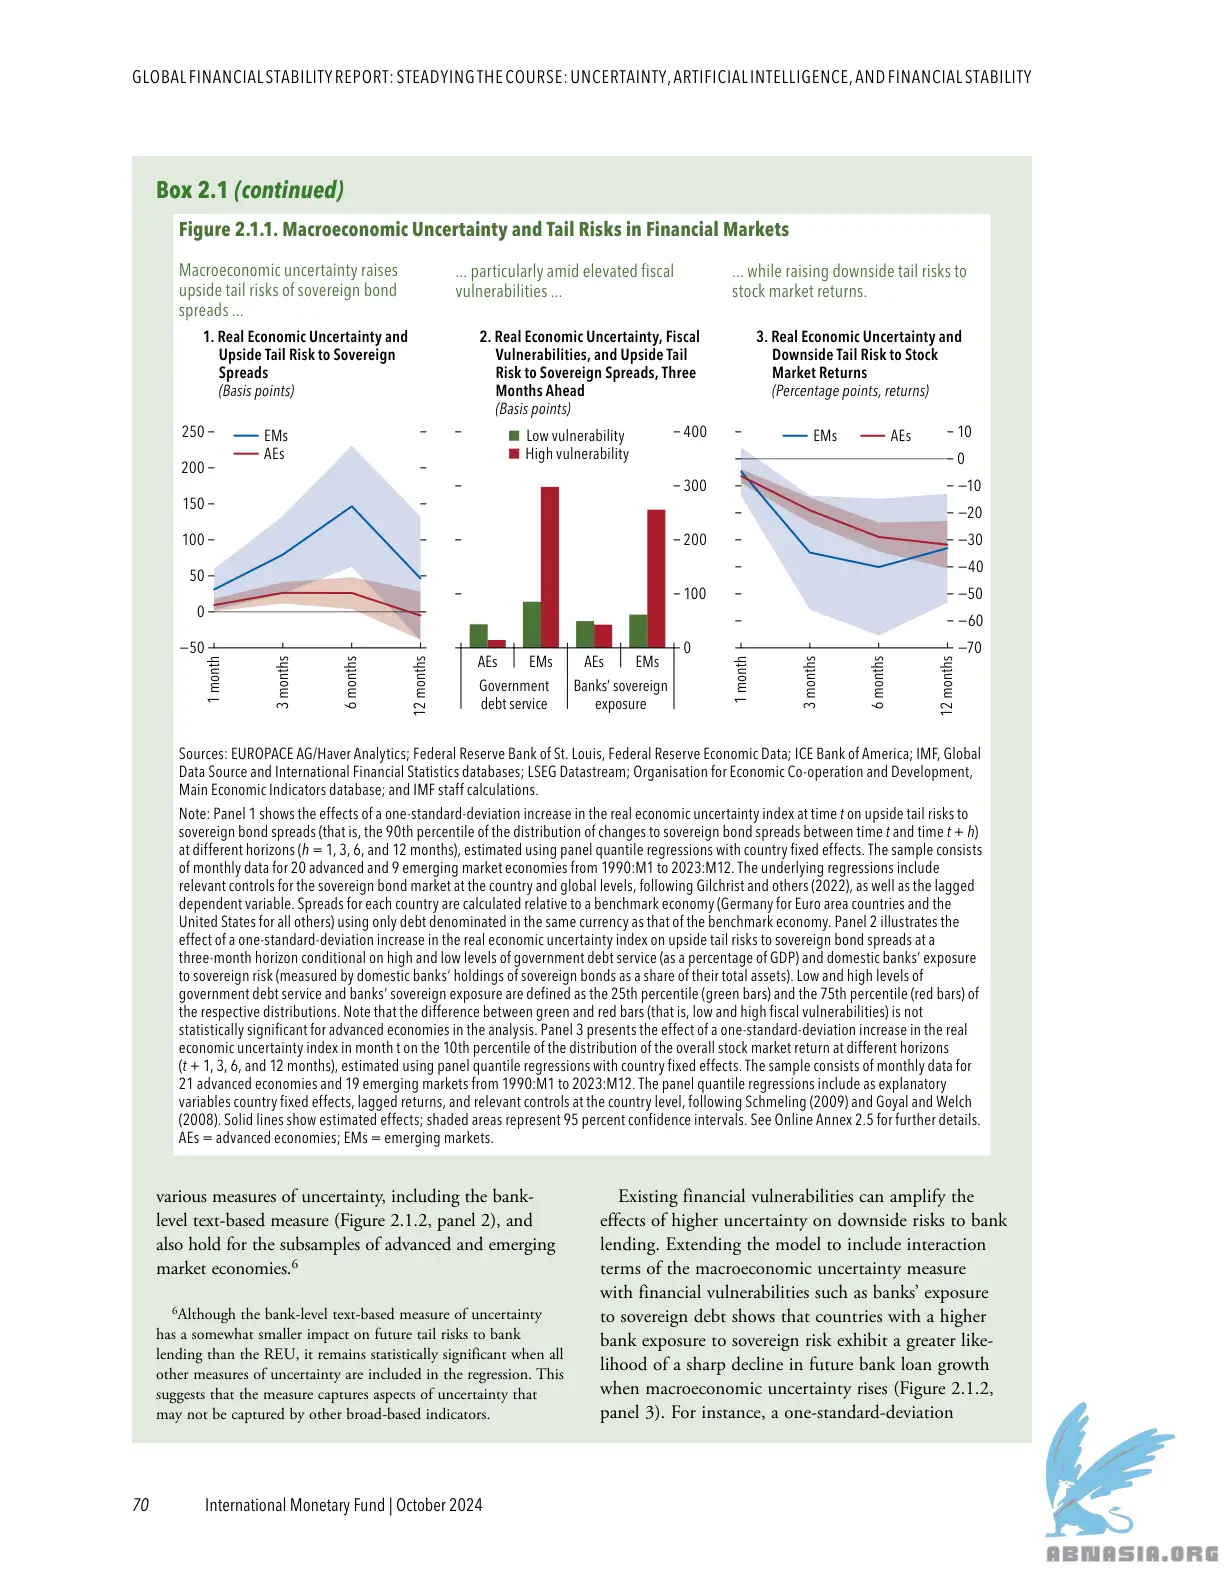 GLOBAL FINANCIAL STABILITY REPORT: STEADYING THE COURSE: UNCERTAINTY, ARTIFICIAL INTELLIGENCE, AND FINANCIAL STABILITY
Box 2.1 (continued)
Figure 2.1.1. Macroeconomic Uncertainty and Tail Risks in Financial Markets
Macroeconomic uncertainty raises
upside tail risks of sovereign bond
spreads ...
1. Real Economic Uncertainty and
Upside Tail Risk to Sovereign
Spreads
(Basis points)
250
200
150
100
50
0
–50
EMs
AEs
1 month
3 months
6 months
12 months
... particularly amid elevated fiscal
vulnerabilities ...
2. Real Economic Uncertainty, Fiscal
Vulnerabilities, and Upside Tail
Risk to Sovereign Spreads, Three
Months Ahead
(Basis points)
Low vulnerability
High vulnerability
400
300
200
100
0
AEs EMs AEs EMs
Government
debt service
Banks’ sovereign
exposure
... while raising downside tail risks to
stock market returns.
3. Real Economic Uncertainty and
Downside Tail Risk to Stock
Market Returns
(Percentage points, returns)
EMs AEs
10
0
–10
–20
–30
–40
–50
–60
–70
1 month
3 months
6 months
12 months
Sources: EUROPACE AG/Haver Analytics; Federal Reserve Bank of St. Louis, Federal Reserve Economic Data; ICE Bank of America; IMF, Global
Data Source and International Financial Statistics databases; LSEG Datastream; Organisation for Economic Co-operation and Development,
Main Economic Indicators database; and IMF staff calculations.
Note: Panel 1 shows the effects of a one-standard-deviation increase in the real economic uncertainty index at time t on upside tail risks to
sovereign bond spreads (that is, the 90th percentile of the distribution of changes to sovereign bond spreads between time t and time t + h)
at different horizons (h = 1, 3, 6, and 12 months), estimated using panel quantile regressions with country fixed effects. The sample consists
of monthly data for 20 advanced and 9 emerging market economies from 1990:M1 to 2023:M12. The underlying regressions include
relevant controls for the sovereign bond market at the country and global levels, following Gilchrist and others (2022), as well as the lagged
dependent variable. Spreads for each country are calculated relative to a benchmark economy (Germany for Euro area countries and the
United States for all others) using only debt denominated in the same currency as that of the benchmark economy. Panel 2 illustrates the
effect of a one-standard-deviation increase in the real economic uncertainty index on upside tail risks to sovereign bond spreads at a
three-month horizon conditional on high and low levels of government debt service (as a percentage of GDP) and domestic banks’ exposure
to sovereign risk (measured by domestic banks’ holdings of sovereign bonds as a share of their total assets). Low and high levels of
government debt service and banks’ sovereign exposure are defined as the 25th percentile (green bars) and the 75th percentile (red bars) of
the respective distributions. Note that the difference between green and red bars (that is, low and high fiscal vulnerabilities) is not
statistically significant for advanced economies in the analysis. Panel 3 presents the effect of a one-standard-deviation increase in the real
economic uncertainty index in month t on the 10th percentile of the distribution of the overall stock market return at different horizons
(t + 1, 3, 6, and 12 months), estimated using panel quantile regressions with country fixed effects. The sample consists of monthly data for
21 advanced economies and 19 emerging markets from 1990:M1 to 2023:M12. The panel quantile regressions include as explanatory
variables country fixed effects, lagged returns, and relevant controls at the country level, following Schmeling (2009) and Goyal and Welch
(2008). Solid lines show estimated effects; shaded areas represent 95 percent confidence intervals. See Online Annex 2.5 for further details.
AEs = advanced economies; EMs = emerging markets.
various measures of uncertainty, including the bank-
level text-based measure (Figure 2.1.2, panel 2), and
also hold for the subsamples of advanced and emerging
market economies.6
6Although the bank-level text-based measure of uncertainty
has a somewhat smaller impact on future tail risks to bank
lending than the REU, it remains statistically significant when all
other measures of uncertainty are included in the regression. This
suggests that the measure captures aspects of uncertainty that
may not be captured by other broad-based indicators.
Existing financial vulnerabilities can amplify the
effects of higher uncertainty on downside risks to bank
lending. Extending the model to include interaction
terms of the macroeconomic uncertainty measure
with financial vulnerabilities such as banks’ exposure
to sovereign debt shows that countries with a higher
bank exposure to sovereign risk exhibit a greater like-
lihood of a sharp decline in future bank loan growth
when macroeconomic uncertainty rises (Figure 2.1.2,
panel 3). For instance, a one-standard-deviation
70 International Monetary Fund | October 2024
ABNASIA.ORG